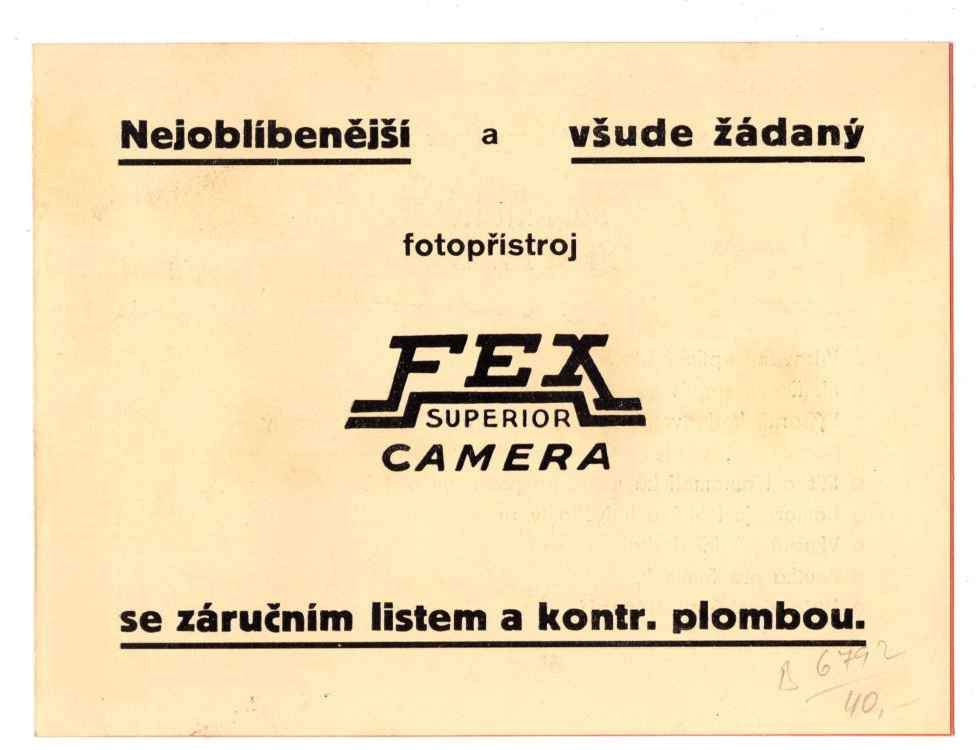 Nejoblíbenější a všude žádaný
fotopřístroj
FEX
SUPERIOR
CAMERA
se záručním listem a kontr. plombou.
B 6792
40,-